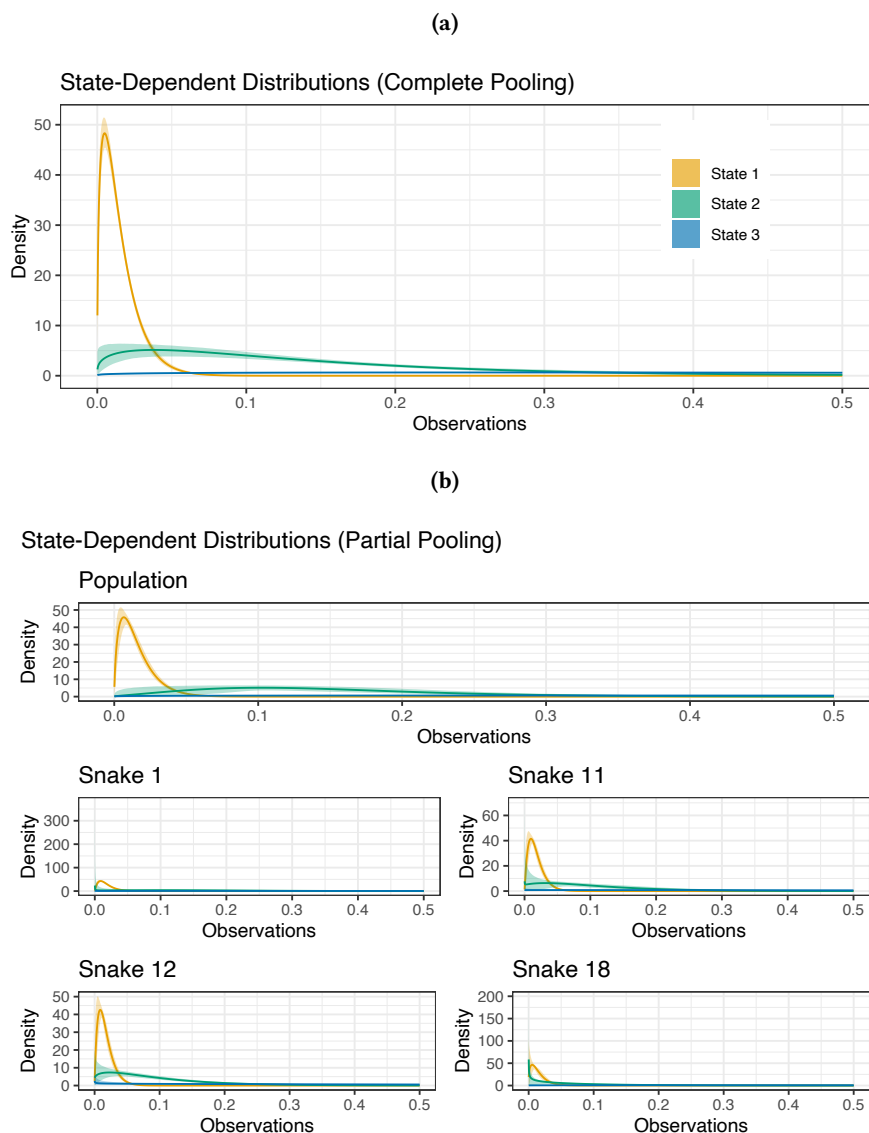 (a)
State-Dependent Distributions (Complete Pooling)
50
40
30
20
10
0
Density
State 1
State 2
State 3
0.0 0.1 0.2 0.3 0.4 0.5
Observations
(b)
State-Dependent Distributions (Partial Pooling)
Population
50
40
30
20
10
0
Density
0.0 0.1 0.2 0.3 0.4 0.5
Observations
Snake 1
300
200
100
0
Density
0.0 0.1 0.2 0.3 0.4 0.5
Observations
Snake 11
60
40
20
0
Density
0.0 0.1 0.2 0.3 0.4 0.5
Observations
Snake 12
50
40
30
20
10
0
Density
0.0 0.1 0.2 0.3 0.4 0.5
Observations
Snake 18
200
150
100
50
0
Density
0.0 0.1 0.2 0.3 0.4 0.5
Observations